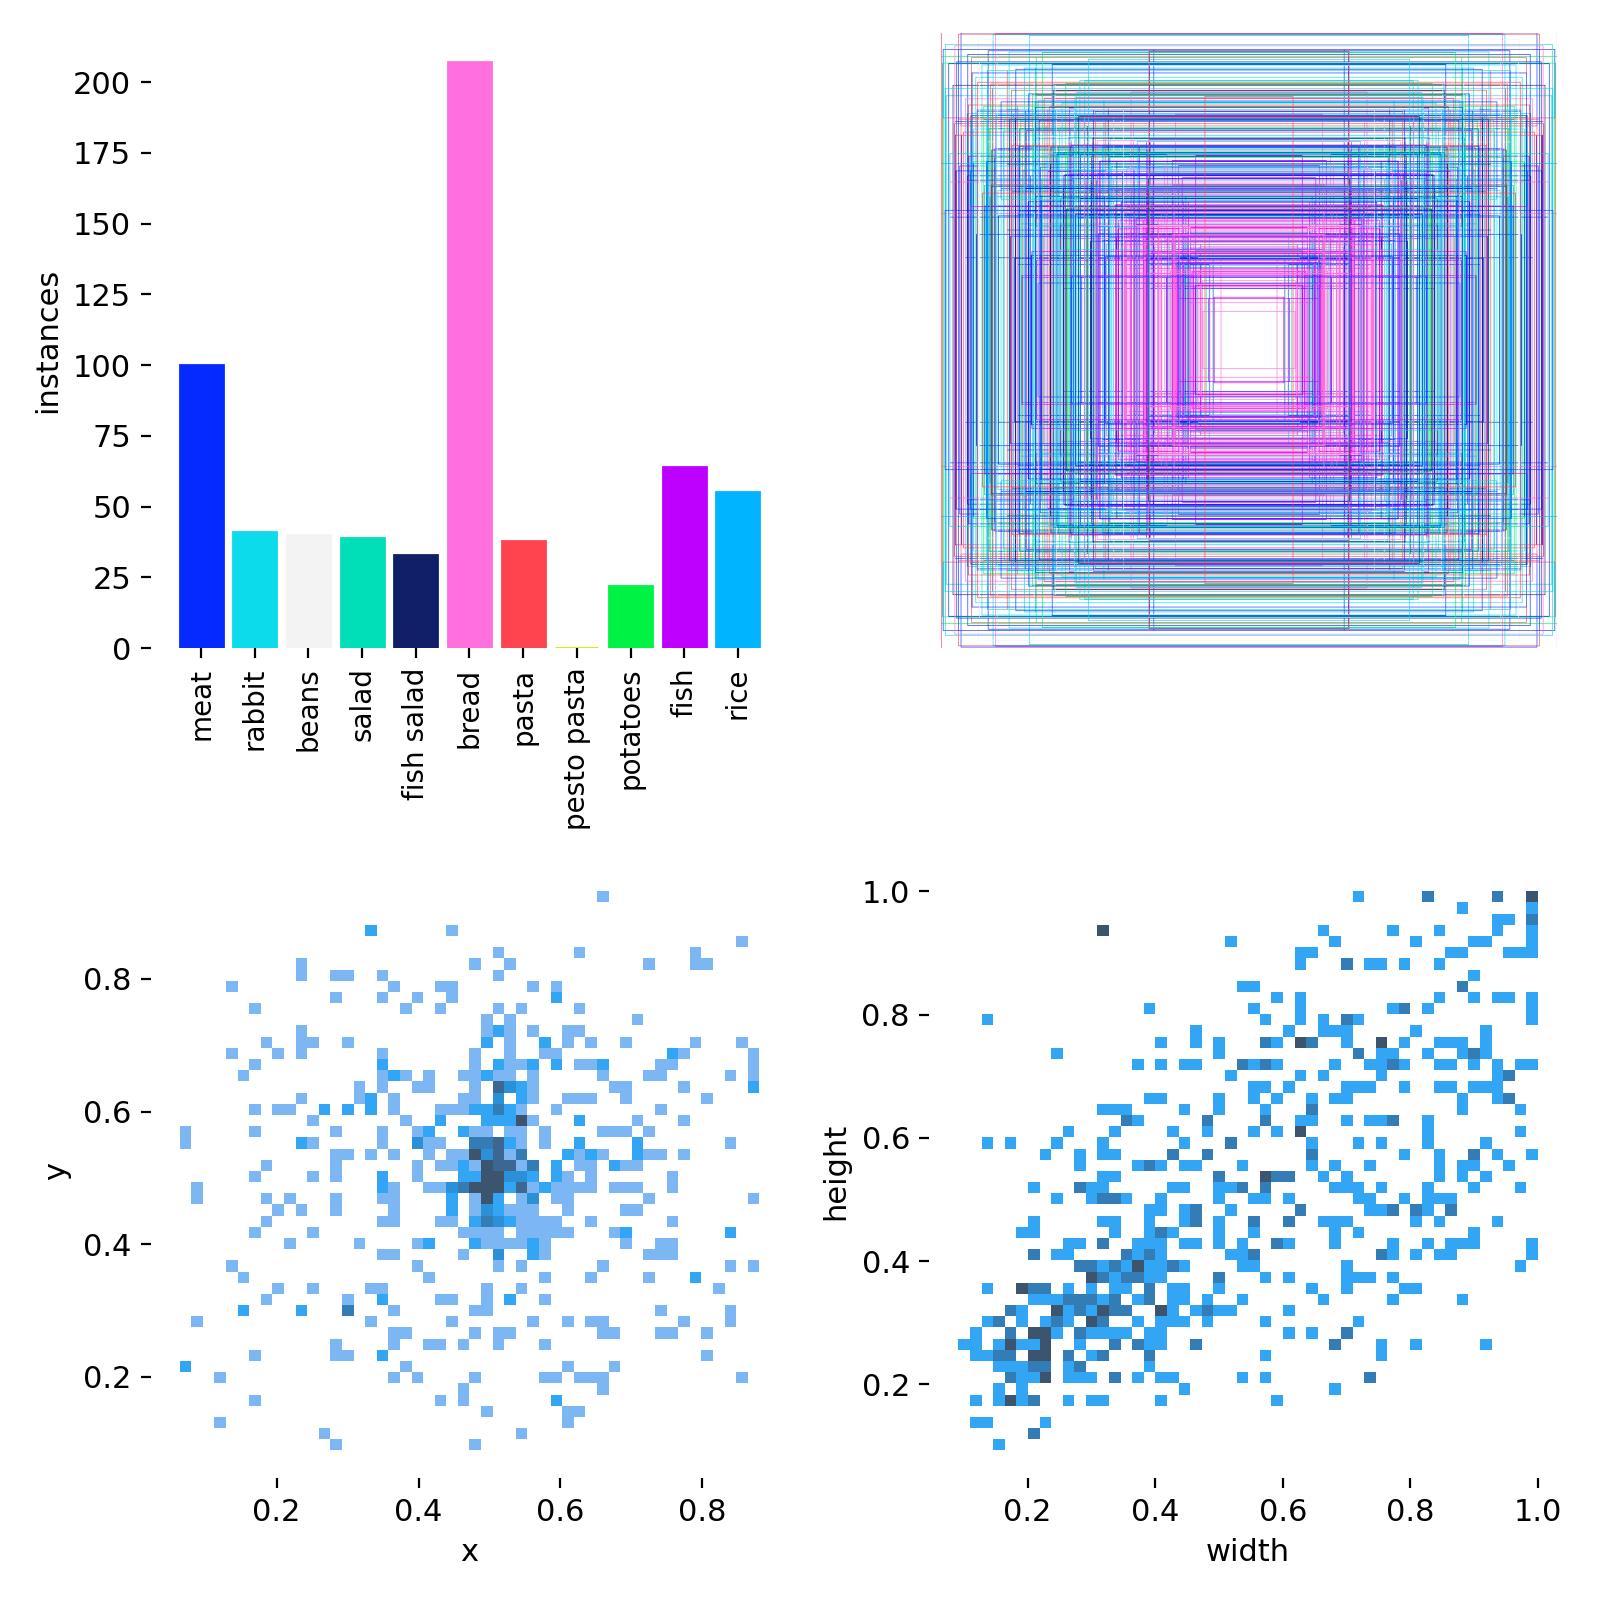 200
175
150
125
100
75
50
25
0
instances
meat
rabbit
beans
salad
fish salad
bread
pasta
pesto pasta
potatoes
fish
rice
0.8
0.6
0.4
0.2
y
0.2 0.4 0.6 0.8
x
1.0
0.8
0.6
0.4
0.2
height
0.2 0.4 0.6 0.8 1.0
width